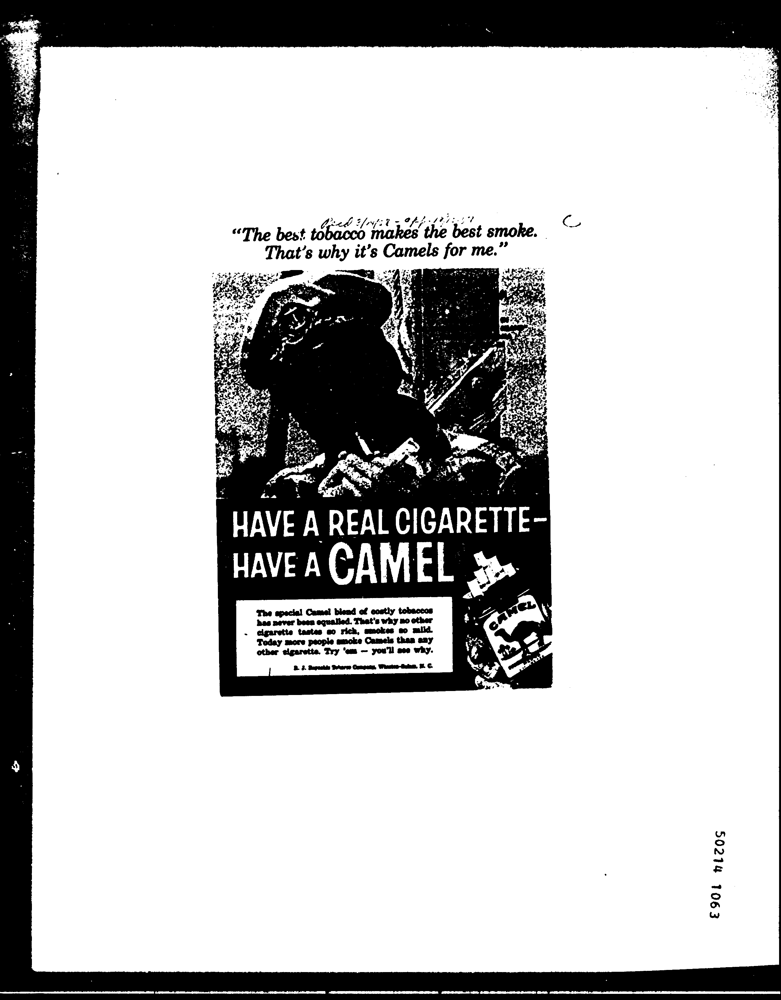 “The best tobacco makes the best smoke.
That's why it's Camels for me.”
C
HAVE A REAL CIGARETTE-
HAVE A CAMEL
CAMEL
The special Camel blend of costly tobaccos
has never been equalled. That's why no other
cigarette tastes so rich, smokes so mild.
Today more people smoke Camels than any
other cigarette. Try 'em — you'll see why.
R. J. Reynolds Tobacco Company, Winston-Salem, N. C.
50214 1063